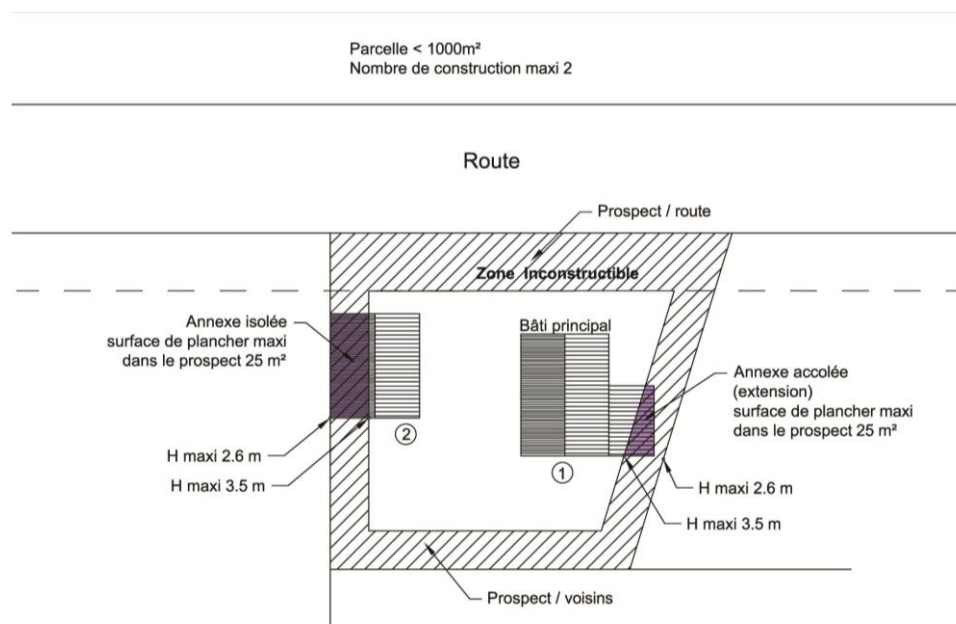 Parcelle < 1000m²
Nombre de construction maxi 2
Route
Prospect / route
Zone Inconstructible
Annexe isolée
surface de plancher maxi
dans le prospect 25 m²
Bâti principal
Annexe accolée
(extension)
surface de plancher maxi
dans le prospect 25 m²
2
H maxi 2.6 m
H maxi 3.5 m
1
H maxi 2.6 m
H maxi 3.5 m
Prospect / voisins